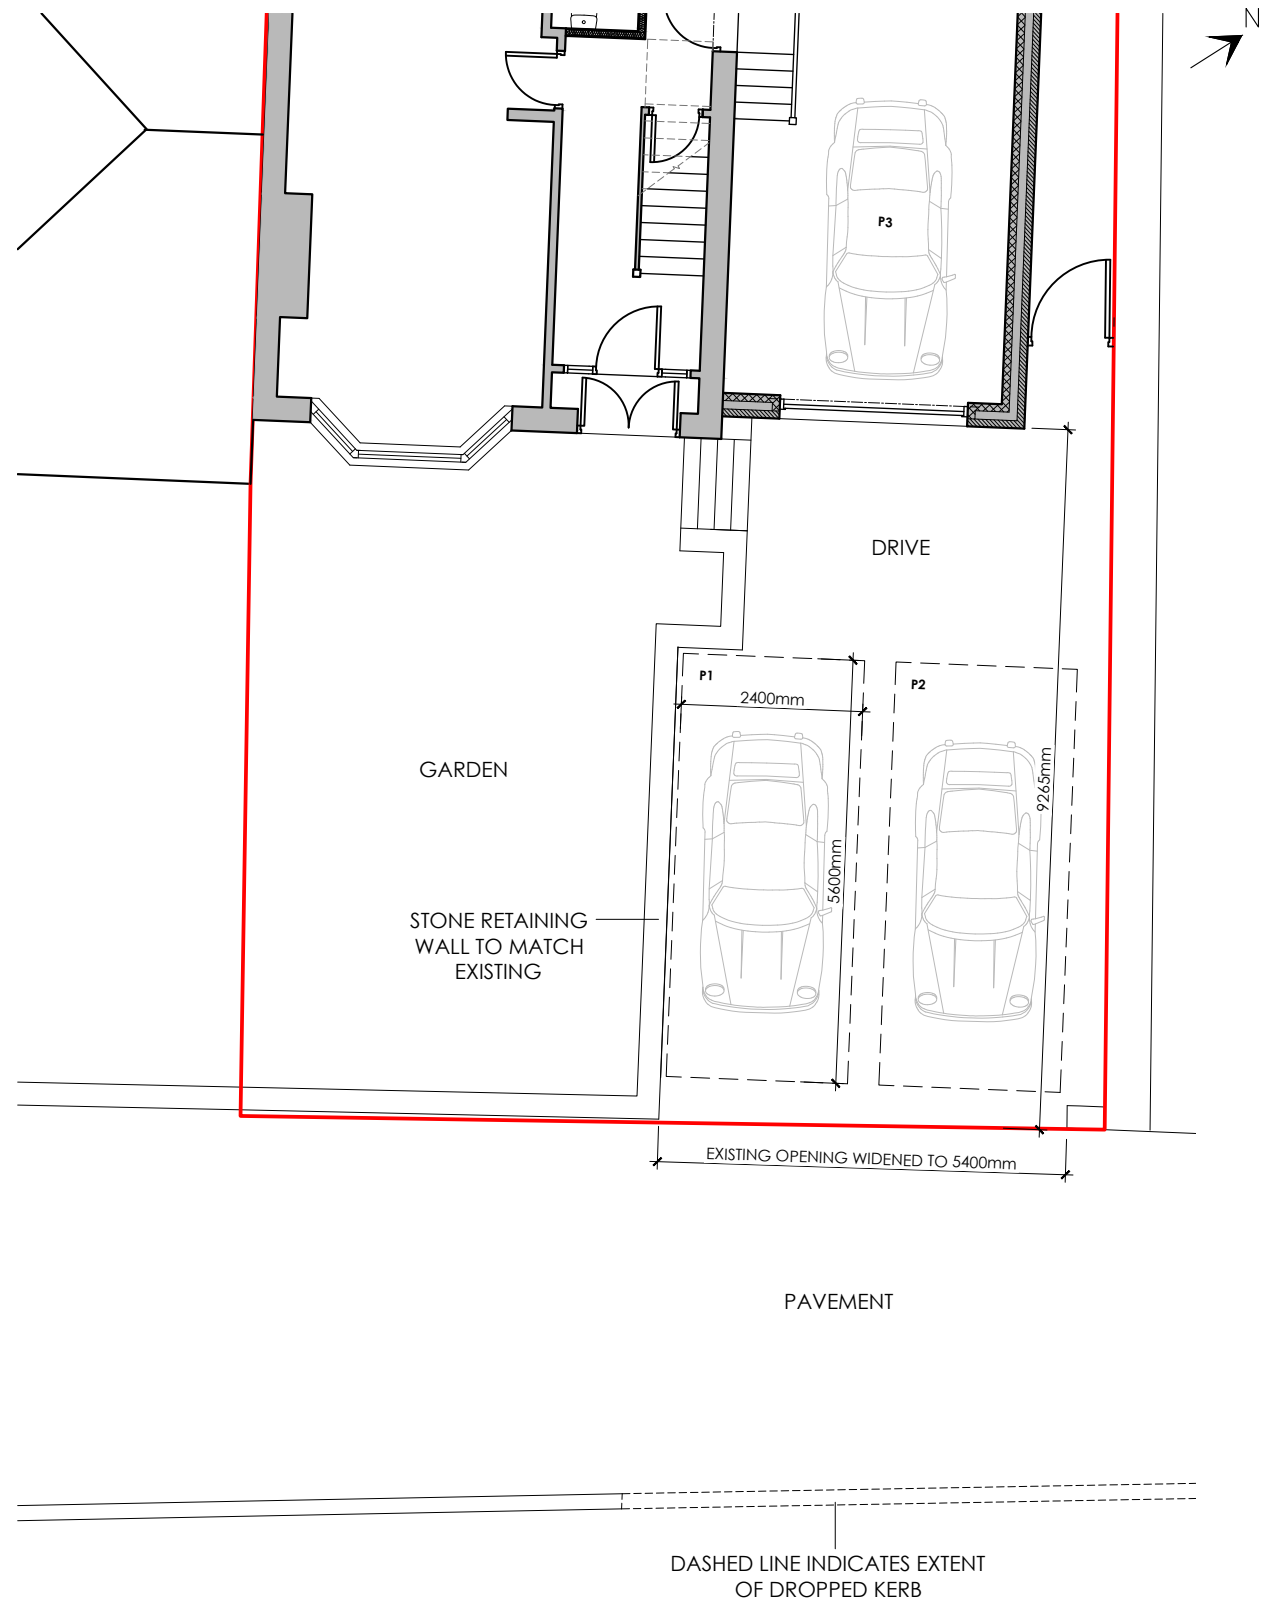 N
P3
DRIVE
P1
P2
2400mm
GARDEN
9265mm
5600mm
STONE RETAINING
WALL TO MATCH
EXISTING
EXISTING OPENING WIDENED TO 5400mm
PAVEMENT
DASHED LINE INDICATES EXTENT
OF DROPPED KERB